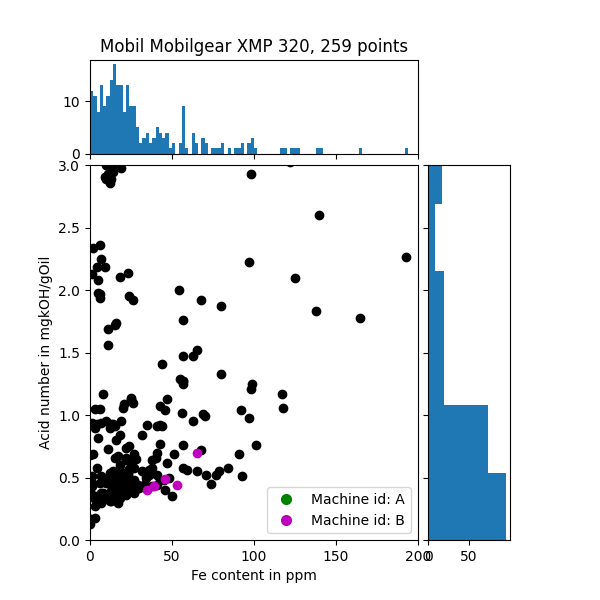 Mobil Mobilgear XMP 320, 259 points
10
0
3.0
2.5
2.0
1.5
1.0
0.5
0.0
Acid number in mgkOH/gOil
Machine id: A
Machine id: B
0 50 100 150 200
0 50
Fe content in ppm